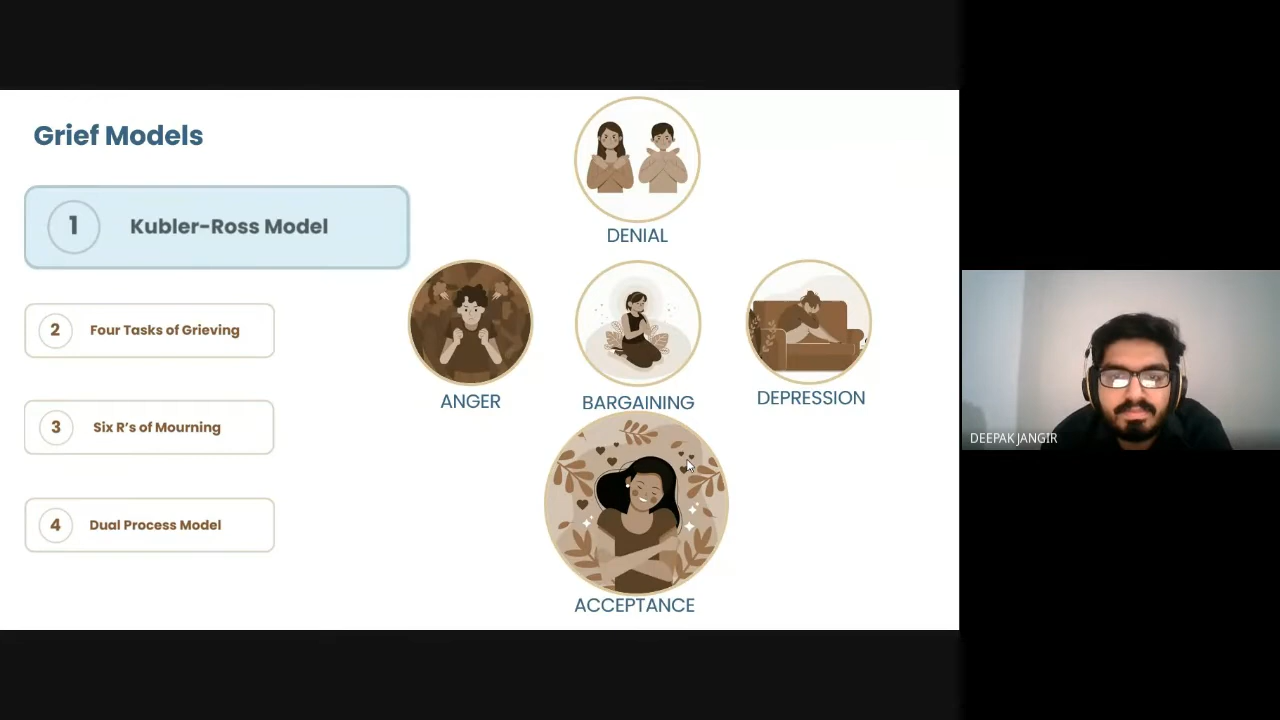 Grief Models
1 Kubler-Ross Model
2 Four Tasks of Grieving
3 Six R’s of Mourning
4 Dual Process Model
DENIAL
ANGER
BARGAINING
DEPRESSION
ACCEPTANCE
DEEPAK JANGIR